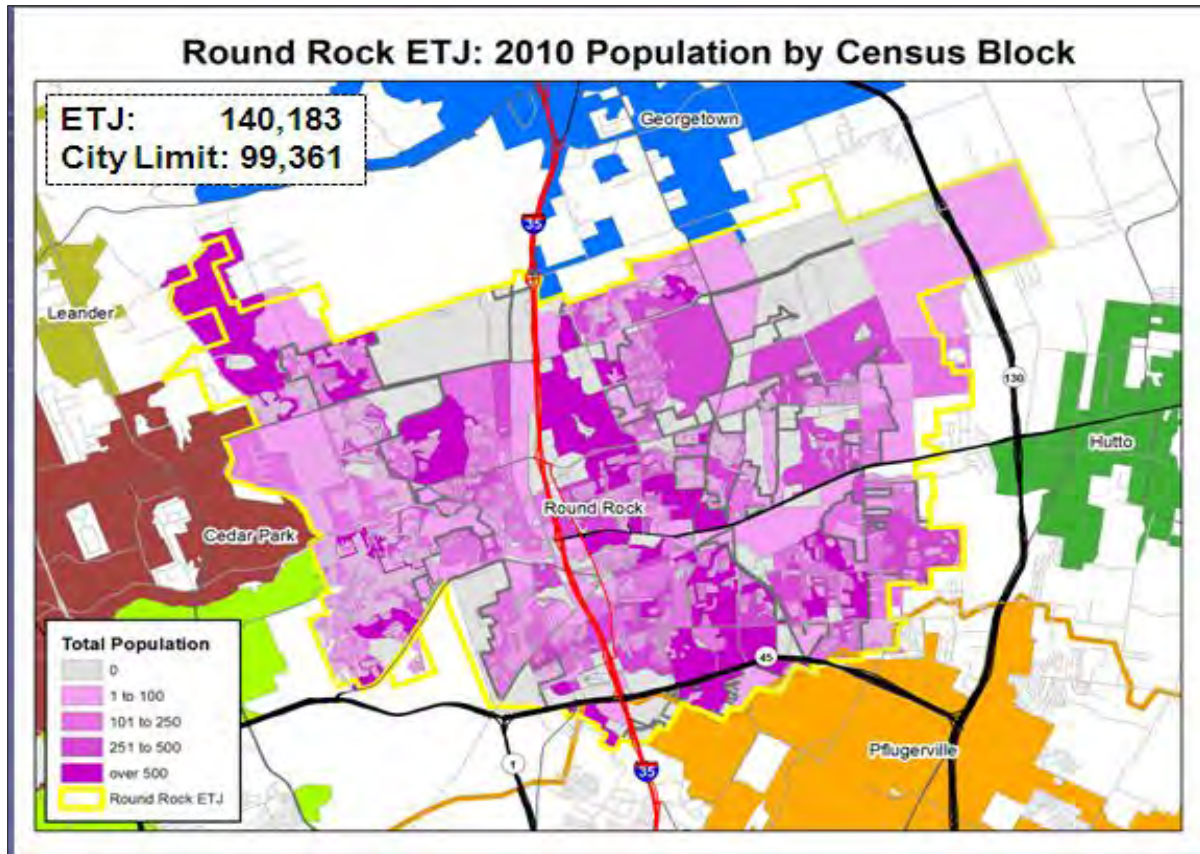 Round Rock ETJ: 2010 Population by Census Block
ETJ: 140,183
City Limit: 99,361
Georgetown
35
Leander
130
Hutto
Round Rock
Cedar Park
45
Pflugerville
1
35
Total Population
0
1 to 100
101 to 250
251 to 500
over 500
Round Rock ETJ